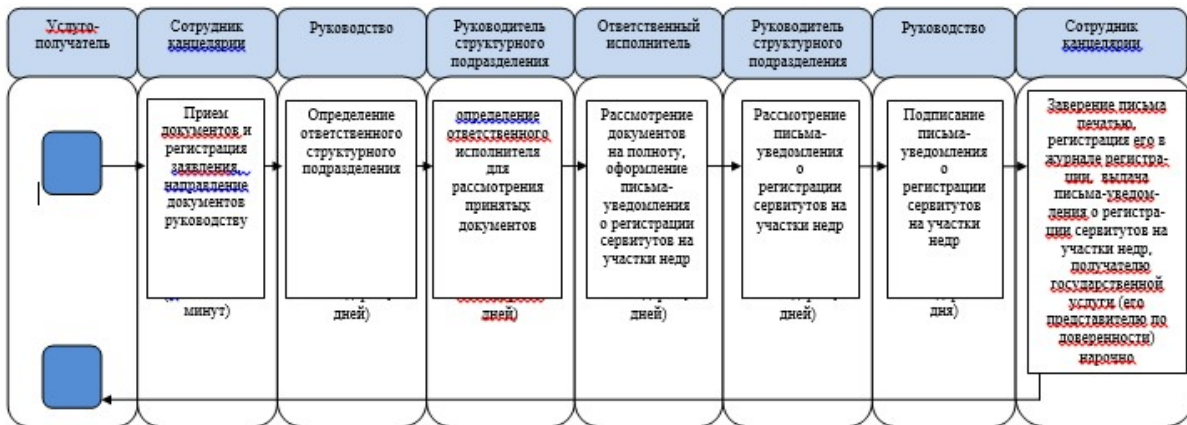 Услуго-
получатель
Сотрудник
канцелярии
Руководство
Руководитель
структурного
подразделения
Ответственный
исполнитель
Руководитель
структурного
подразделения
Руководство
Сотрудник
канцелярии
Прием
документов и
регистрация
заявления,
направление
документов
руководству
минут)
Определение
ответственного
структурного
подразделения
дней)
определение
ответственного
исполнителя
для
рассмотрения
принятых
документов
дней)
Рассмотрение
документов
на полноту,
оформление
письма-
уведомления
о регистрации
сервитутов на
участки недр
дней)
Рассмотрение
письма-
уведомления
о
регистрации
сервитутов на
участки недр
дней)
Подписание
письма-
уведомления
о
регистрации
сервитутов
на участки
недр
дня)
Заверение письма
печатью,
регистрация его в
журнале регистра-
ции, выдача
письма-уведом-
ления о регистра-
ции сервитутов на
участки недр,
получателю
государственной
услуги (его
представителю по
доверенности)
нарочно